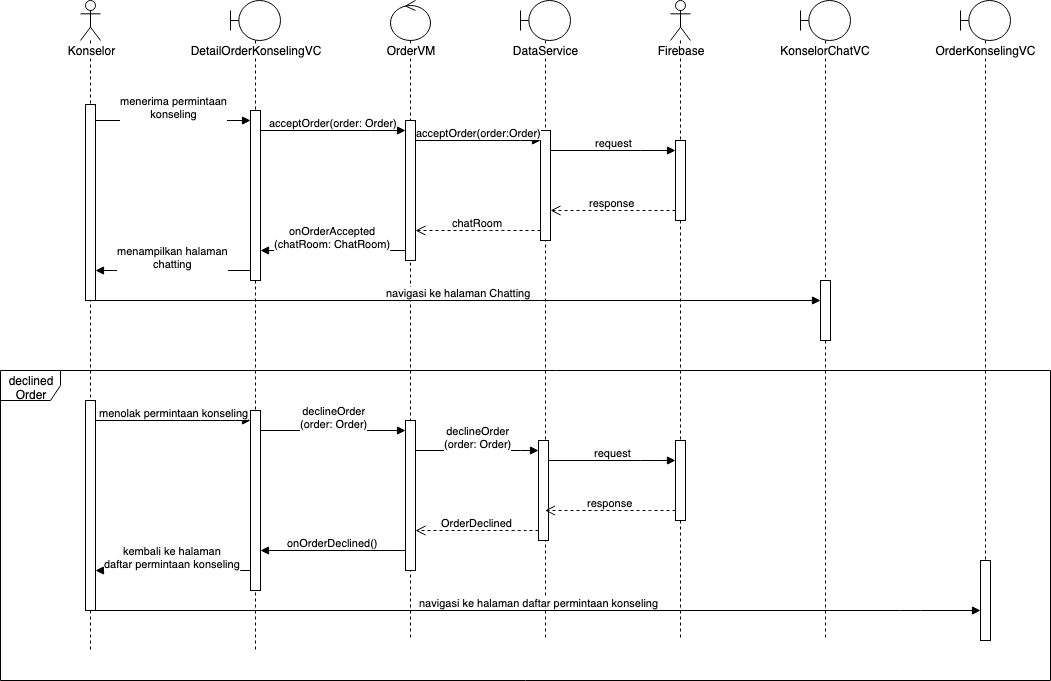 Konselor
DetailOrderKonselingVC
OrderVM
DataService
Firebase
KonselorChatVC
OrderKonselingVC
menerima permintaan
konseling
acceptOrder(order: Order)
acceptOrder(order:Order)
request
response
chatRoom
onOrderAccepted
(chatRoom: ChatRoom)
menampilkan halaman
chatting
navigasi ke halaman Chatting
declined
Order
menolak permintaan konseling
declineOrder
(order: Order)
declineOrder
(order: Order)
request
response
OrderDeclined
onOrderDeclined()
kembali ke halaman
daftar permintaan konseling
navigasi ke halaman daftar permintaan konseling